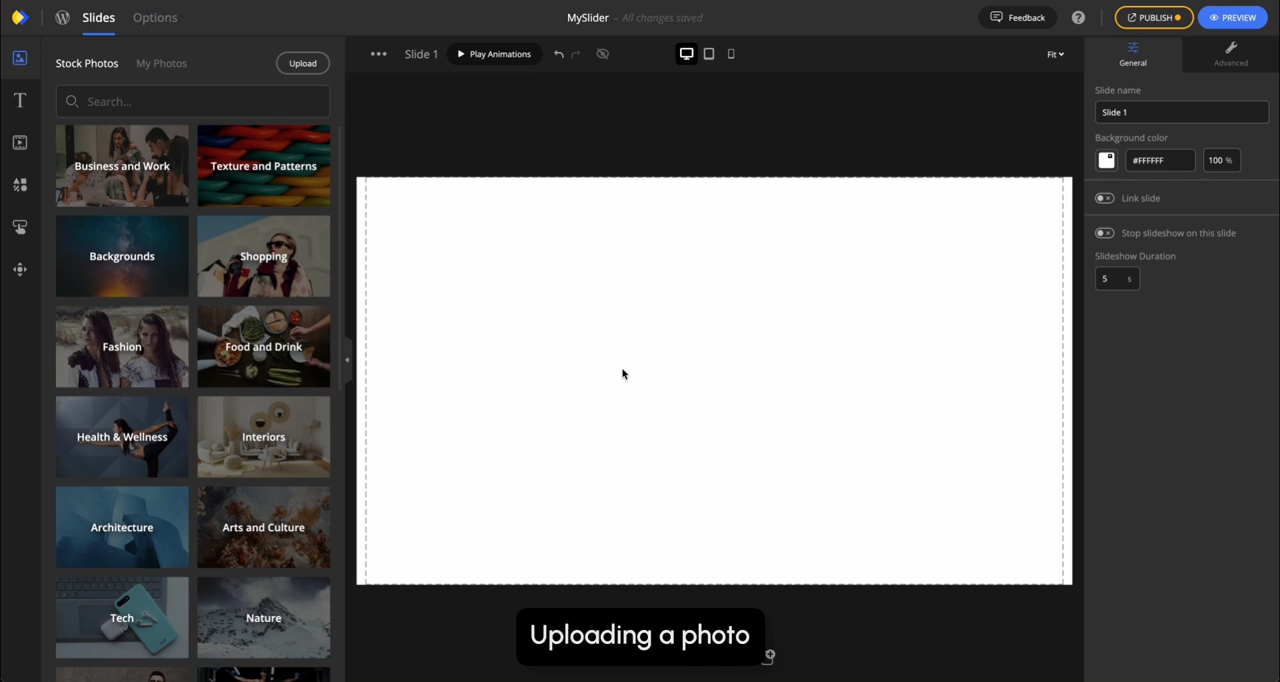 Slides
Options
MySlider – All changes saved
Feedback
PUBLISH
PREVIEW
Stock Photos
My Photos
Upload
Search...
Business and Work
Texture and Patterns
Backgrounds
Shopping
Fashion
Food and Drink
Health & Wellness
Interiors
Architecture
Arts and Culture
Tech
Nature
Slide 1
Play Animations
Fit
General
Advanced
Slide name
Slide 1
Background color
#FFFFFF
100 %
Link slide
Stop slideshow on this slide
Slideshow Duration
5 s
Uploading a photo